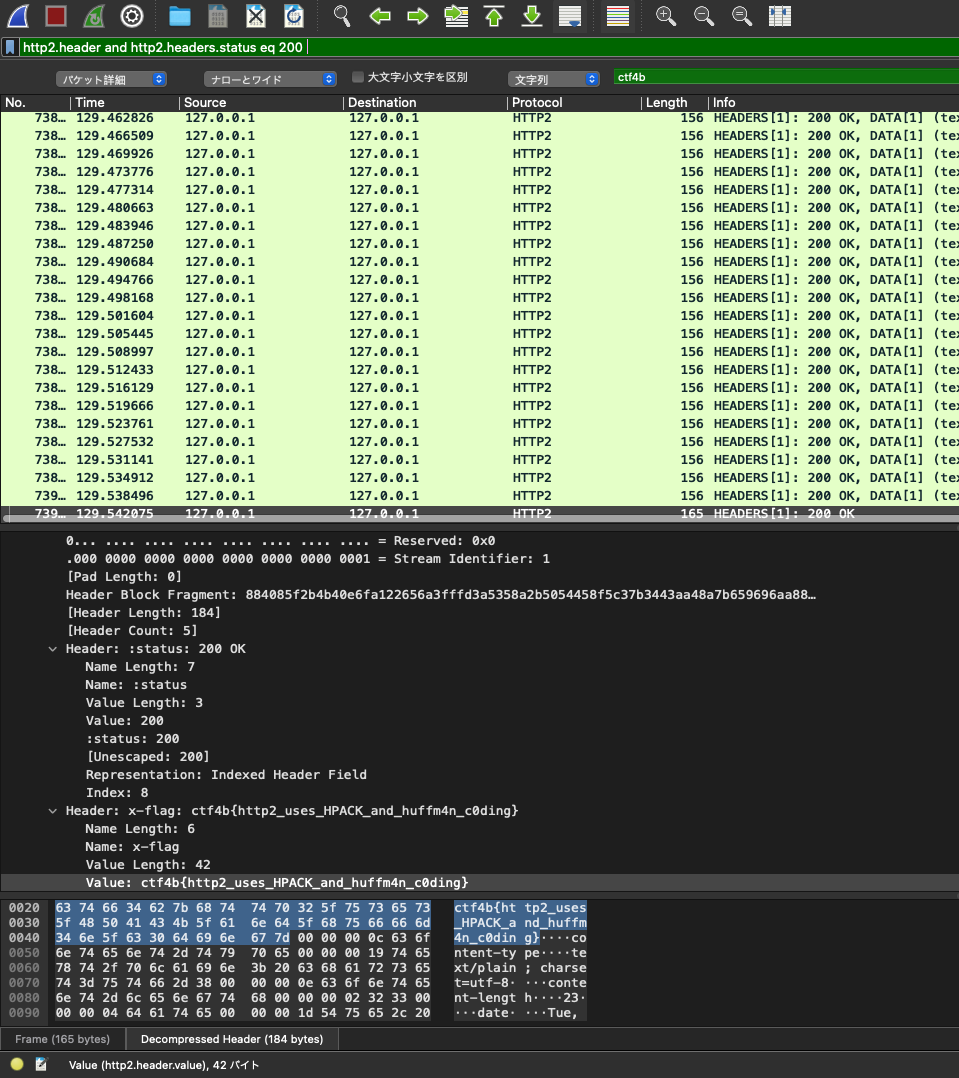 http2.header and http2.headers.status eq 200
パケット詳細 ナローとワイド 大文字小文字を区別 文字列 ctf4b
No. Time Source Destination Protocol Length Info
738… 129.462826 127.0.0.1 127.0.0.1 HTTP2 156 HEADERS[1]: 200 OK, DATA[1] (te
738… 129.466509 127.0.0.1 127.0.0.1 HTTP2 156 HEADERS[1]: 200 OK, DATA[1] (te
738… 129.469926 127.0.0.1 127.0.0.1 HTTP2 156 HEADERS[1]: 200 OK, DATA[1] (te
738… 129.473776 127.0.0.1 127.0.0.1 HTTP2 156 HEADERS[1]: 200 OK, DATA[1] (te
738… 129.477314 127.0.0.1 127.0.0.1 HTTP2 156 HEADERS[1]: 200 OK, DATA[1] (te
738… 129.480663 127.0.0.1 127.0.0.1 HTTP2 156 HEADERS[1]: 200 OK, DATA[1] (te
738… 129.483946 127.0.0.1 127.0.0.1 HTTP2 156 HEADERS[1]: 200 OK, DATA[1] (te
738… 129.487250 127.0.0.1 127.0.0.1 HTTP2 156 HEADERS[1]: 200 OK, DATA[1] (te
738… 129.490684 127.0.0.1 127.0.0.1 HTTP2 156 HEADERS[1]: 200 OK, DATA[1] (te
738… 129.494766 127.0.0.1 127.0.0.1 HTTP2 156 HEADERS[1]: 200 OK, DATA[1] (te
738… 129.498168 127.0.0.1 127.0.0.1 HTTP2 156 HEADERS[1]: 200 OK, DATA[1] (te
738… 129.501604 127.0.0.1 127.0.0.1 HTTP2 156 HEADERS[1]: 200 OK, DATA[1] (te
738… 129.505445 127.0.0.1 127.0.0.1 HTTP2 156 HEADERS[1]: 200 OK, DATA[1] (te
738… 129.508997 127.0.0.1 127.0.0.1 HTTP2 156 HEADERS[1]: 200 OK, DATA[1] (te
738… 129.512433 127.0.0.1 127.0.0.1 HTTP2 156 HEADERS[1]: 200 OK, DATA[1] (te
738… 129.516129 127.0.0.1 127.0.0.1 HTTP2 156 HEADERS[1]: 200 OK, DATA[1] (te
738… 129.519666 127.0.0.1 127.0.0.1 HTTP2 156 HEADERS[1]: 200 OK, DATA[1] (te
738… 129.523761 127.0.0.1 127.0.0.1 HTTP2 156 HEADERS[1]: 200 OK, DATA[1] (te
738… 129.527532 127.0.0.1 127.0.0.1 HTTP2 156 HEADERS[1]: 200 OK, DATA[1] (te
738… 129.531141 127.0.0.1 127.0.0.1 HTTP2 156 HEADERS[1]: 200 OK, DATA[1] (te
738… 129.534912 127.0.0.1 127.0.0.1 HTTP2 156 HEADERS[1]: 200 OK, DATA[1] (te
739… 129.538496 127.0.0.1 127.0.0.1 HTTP2 156 HEADERS[1]: 200 OK, DATA[1] (te
739… 129.542075 127.0.0.1 127.0.0.1 HTTP2 165 HEADERS[1]: 200 OK
0... .... .... .... .... .... .... .... = Reserved: 0x0
.000 0000 0000 0000 0000 0000 0000 0001 = Stream Identifier: 1
[Pad Length: 0]
Header Block Fragment: 884085f2b4b40e6fa122656a3fffd3a5358a2b5054458f5c37b3443aa48a7b659696aa88…
[Header Length: 184]
[Header Count: 5]
Header: :status: 200 OK
Name Length: 7
Name: :status
Value Length: 3
Value: 200
:status: 200
[Unescaped: 200]
Representation: Indexed Header Field
Index: 8
Header: x-flag: ctf4b{http2_uses_HPACK_and_huffm4n_c0ding}
Name Length: 6
Name: x-flag
Value Length: 42
Value: ctf4b{http2_uses_HPACK_and_huffm4n_c0ding}
0020 63 74 66 34 62 7b 68 74 74 70 32 5f 75 73 65 73 ctf4b{ht tp2_uses
0030 5f 48 50 41 43 4b 5f 61 6e 64 5f 68 75 66 66 6d _HPACK_a nd_huffm
0040 34 6e 5f 63 30 64 69 6e 67 7d 00 00 00 0c 63 6f 4n_c0din g}····co
0050 6e 74 65 6e 74 2d 74 79 70 65 00 00 00 19 74 65 ntent-ty pe····te
0060 78 74 2f 70 6c 61 69 6e 3b 20 63 68 61 72 73 65 xt/plain ; charse
0070 74 3d 75 74 66 2d 38 00 00 00 0e 63 6f 6e 74 65 t=utf-8· ···conte
0080 6e 74 2d 6c 65 6e 67 74 68 00 00 00 02 32 33 00 nt-lengt h····23·
0090 00 00 04 64 61 74 65 00 00 00 1d 54 75 65 2c 20 ···date· ···Tue,
Frame (165 bytes) Decompressed Header (184 bytes)
Value (http2.header.value), 42 バイト